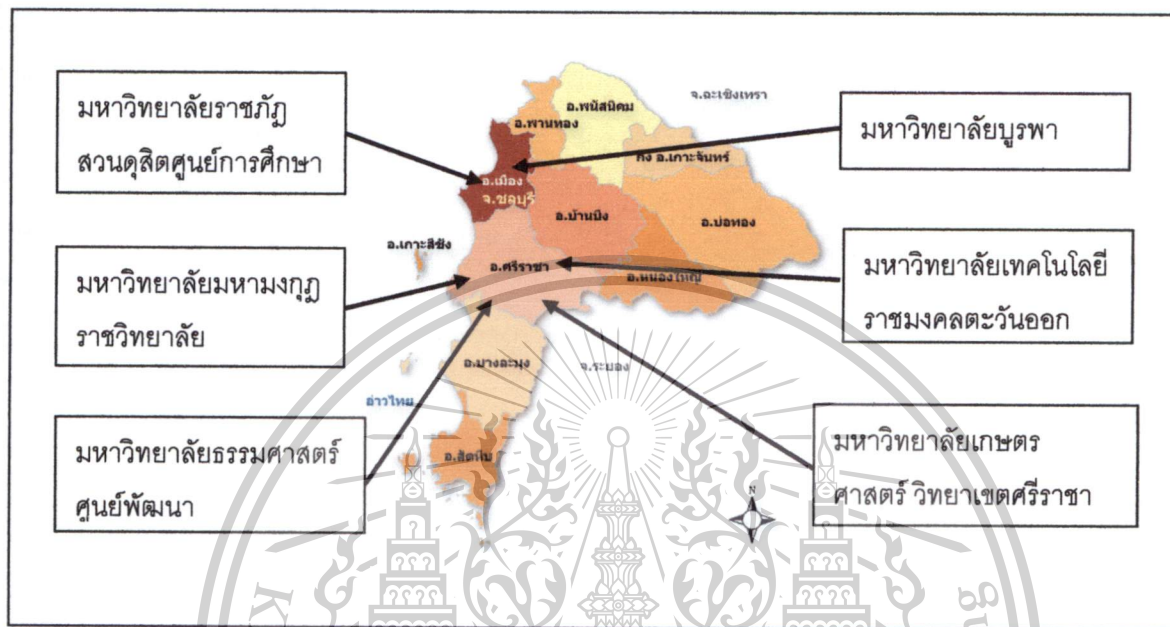 มหาวิทยาลัยราชภัฏ
สวนดุสิตศูนย์การศึกษา
มหาวิทยาลัยมหามงกุฎ
ราชวิทยาลัย
มหาวิทยาลัยธรรมศาสตร์
ศูนย์พัฒนา
จ.ฉะเชิงเทรา
อ.พนัสนิคม
อ.พานทอง
กิ่ง อ.เกาะจันทร์
อ.เมือง
จ.ชลบุรี
อ.บ้านบึง
อ.บ่อทอง
อ.เกาะสีชัง
อ.ศรีราชา
อ.หนองใหญ่
อ.บางละมุง
จ.ระยอง
อ่าวไทย
อ.สัตหีบ
N
มหาวิทยาลัยบูรพา
มหาวิทยาลัยเทคโนโลยี
ราชมงคลตะวันออก
มหาวิทยาลัยเกษตร
ศาสตร์ วิทยาเขตศรีราชา